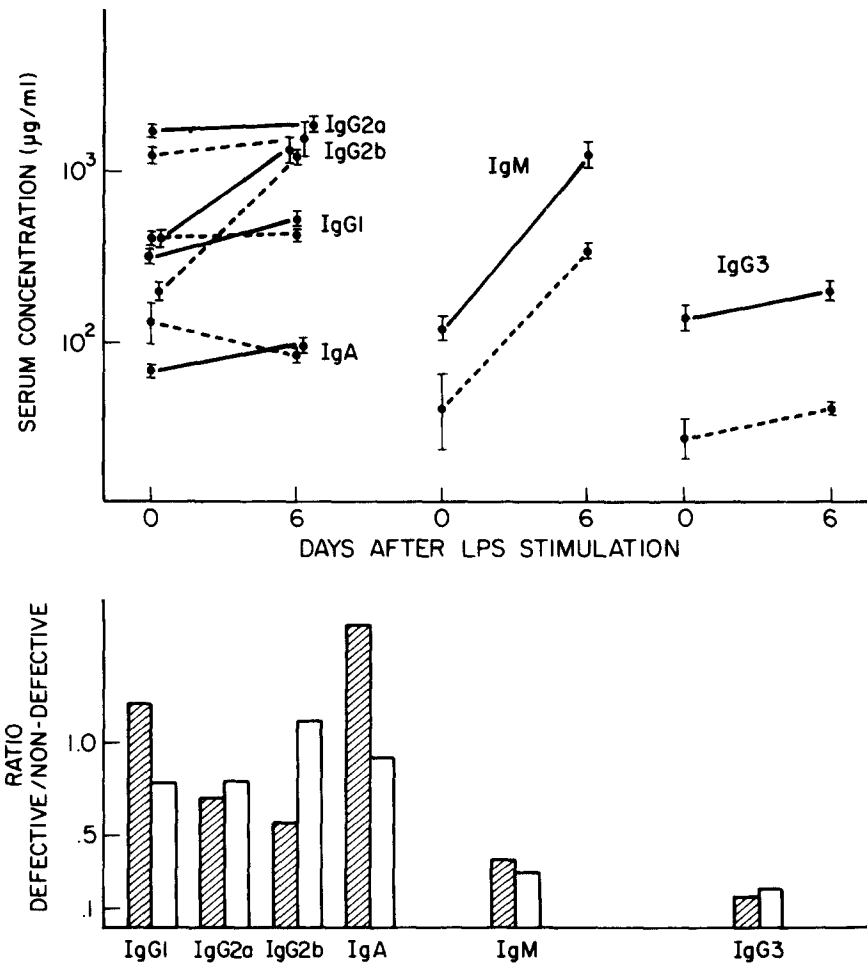 SERUM CONCENTRATION (µg/ml)
10³
10²
IgG2a
IgG2b
IgG1
IgA
IgM
IgG3
0 6 0 6 0 6
DAYS AFTER LPS STIMULATION
RATIO
DEFECTIVE/NON-DEFECTIVE
1.0
.5
.1
IgG1 IgG2a IgG2b IgA IgM IgG3